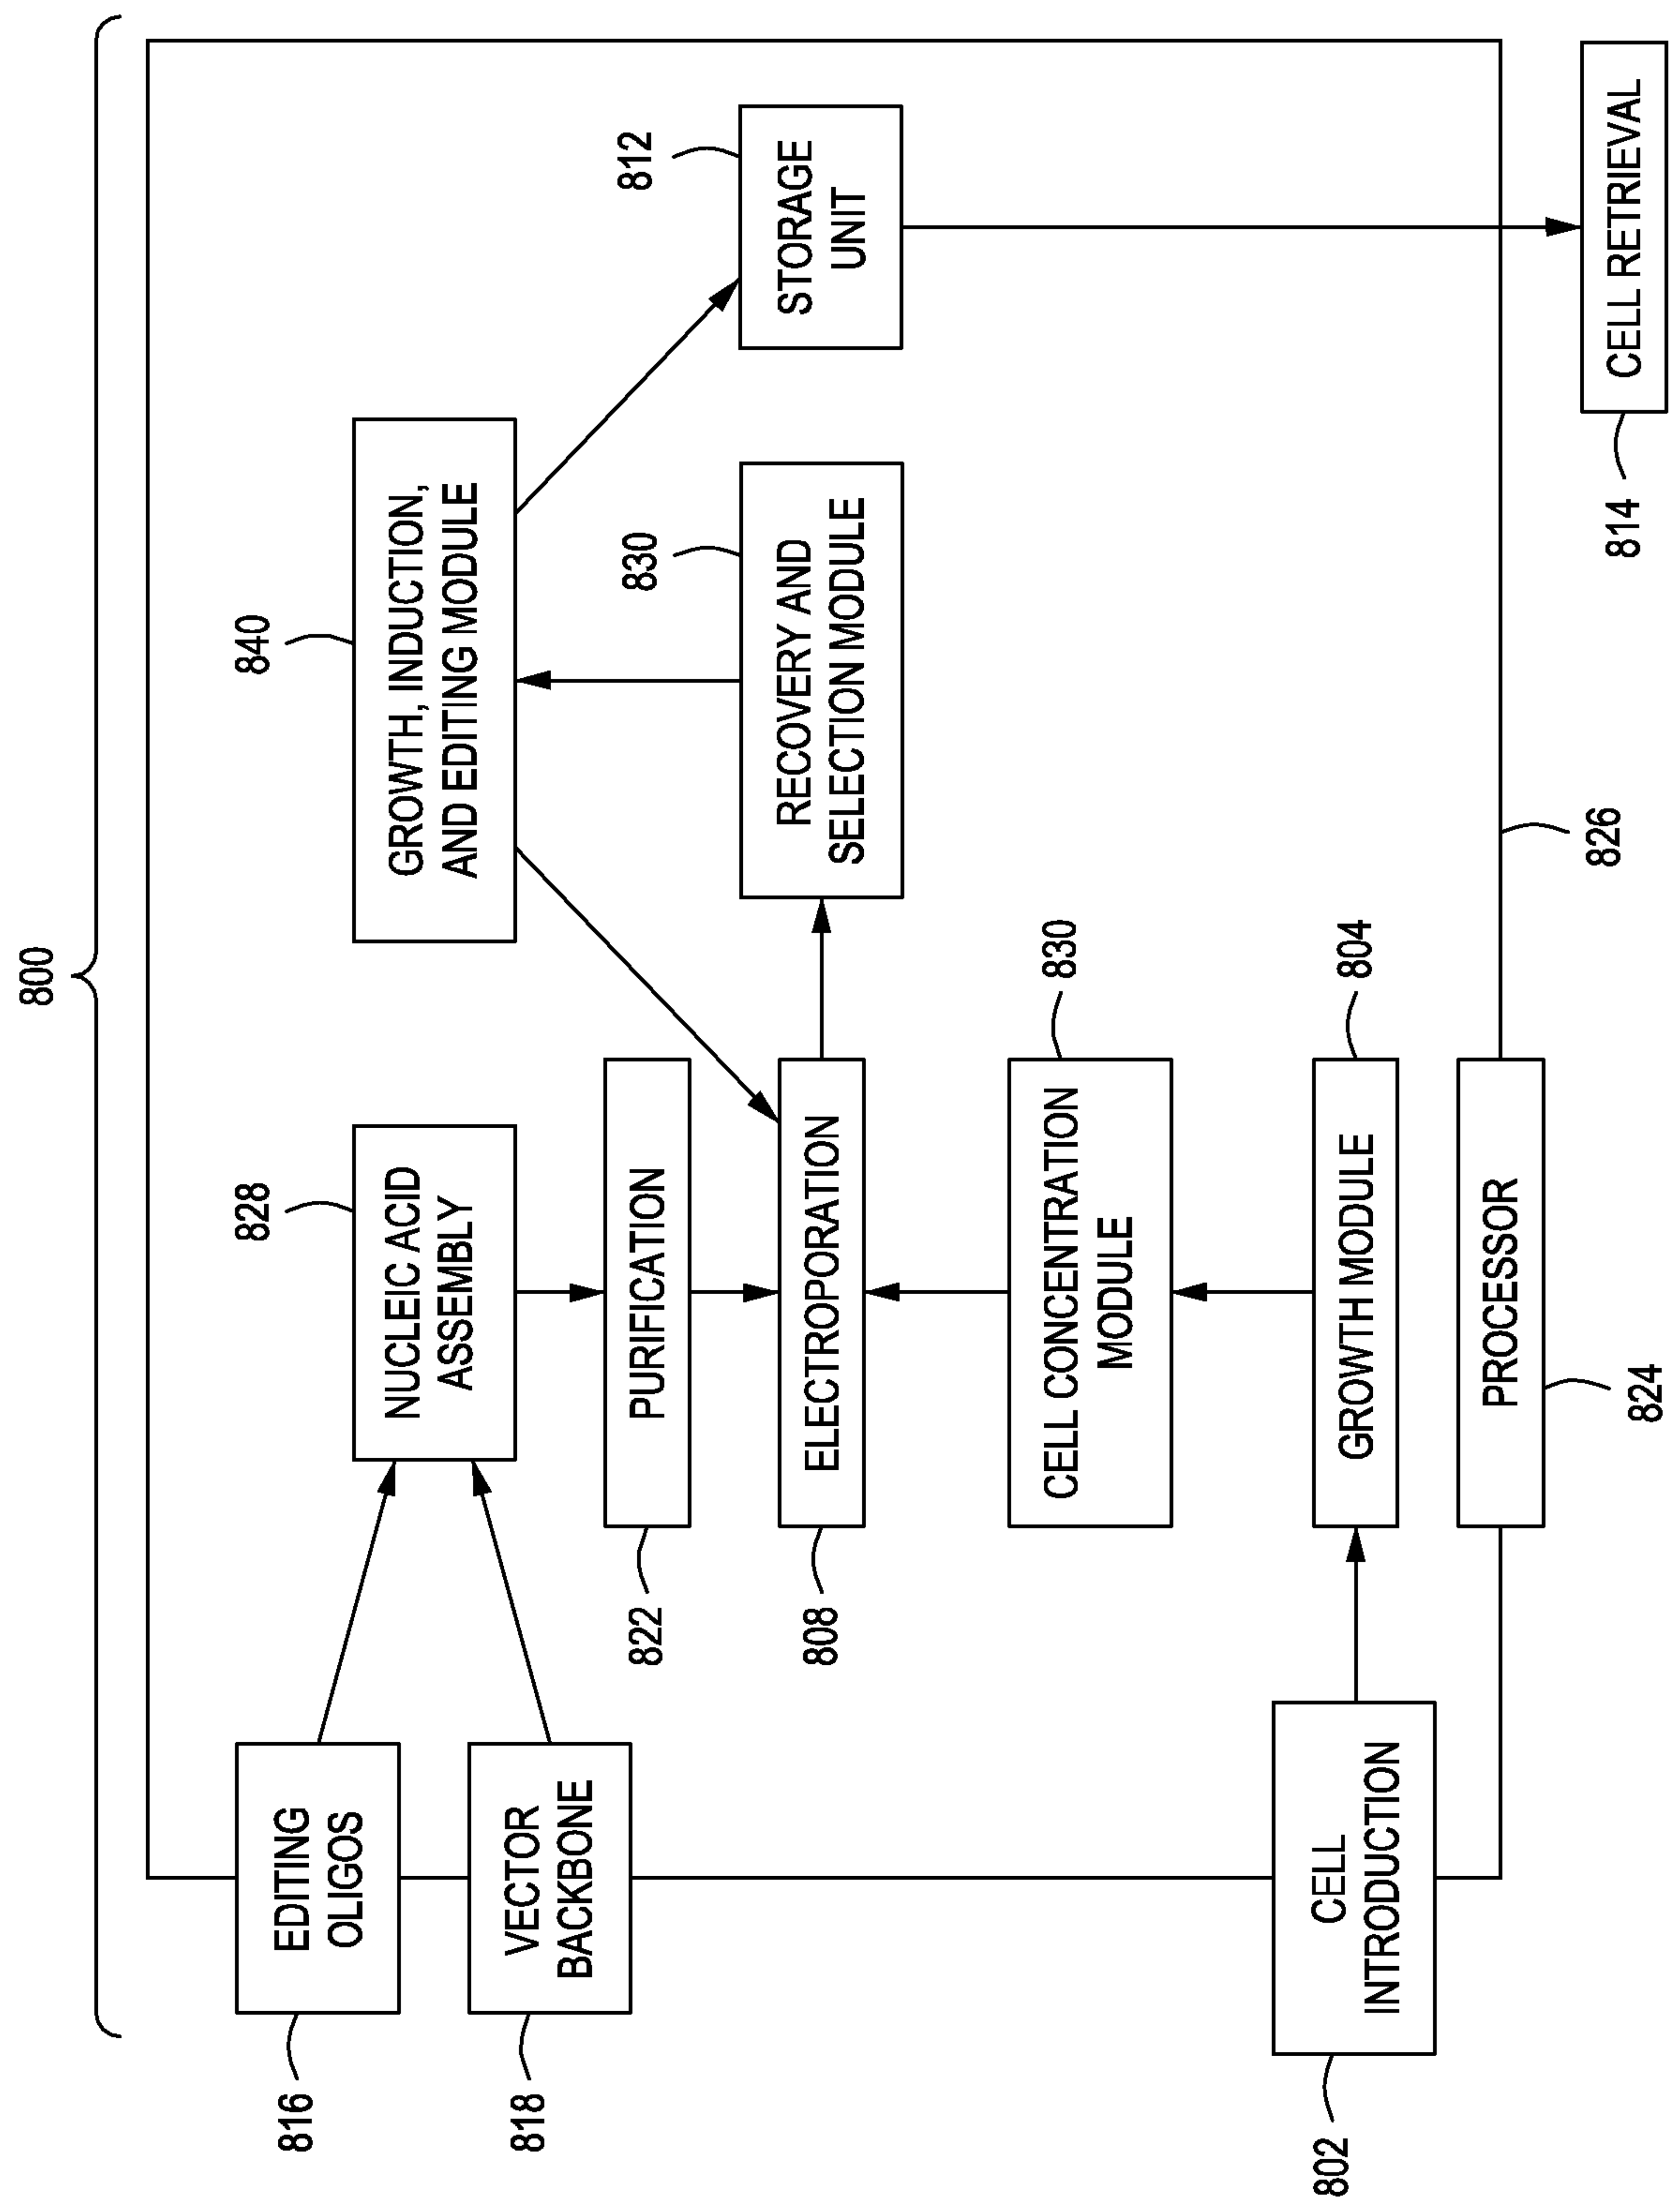 800
816
EDITING
OLIGOS
818
VECTOR
BACKBONE
828
NUCLEIC ACID
ASSEMBLY
840
GROWTH, INDUCTION,
AND EDITING MODULE
822
PURIFICATION
808
ELECTROPORATION
830
RECOVERY AND
SELECTION MODULE
812
STORAGE
UNIT
830
CELL CONCENTRATION
MODULE
802
CELL
INTRODUCTION
804
GROWTH MODULE
824
PROCESSOR
826
814
CELL RETRIEVAL